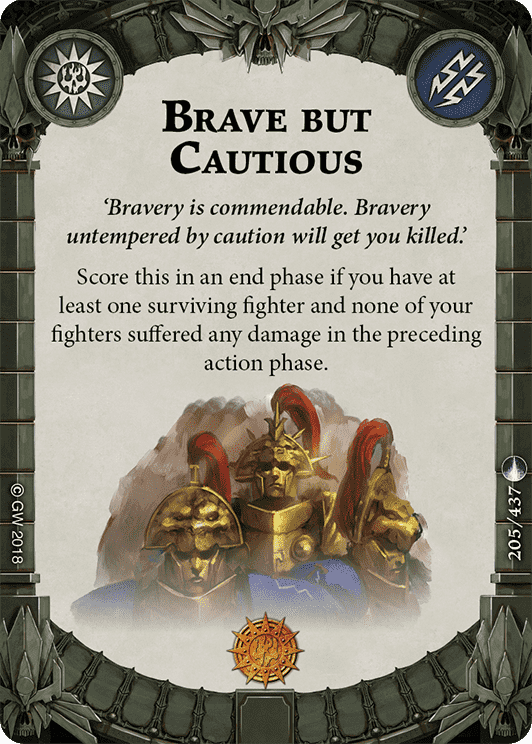 BRAVE BUT
CAUTIOUS
‘Bravery is commendable. Bravery
untempered by caution will get you killed.’
Score this in an end phase if you have at
least one surviving fighter and none of your
fighters suffered any damage in the preceding
action phase.
© GW 2018
205/437